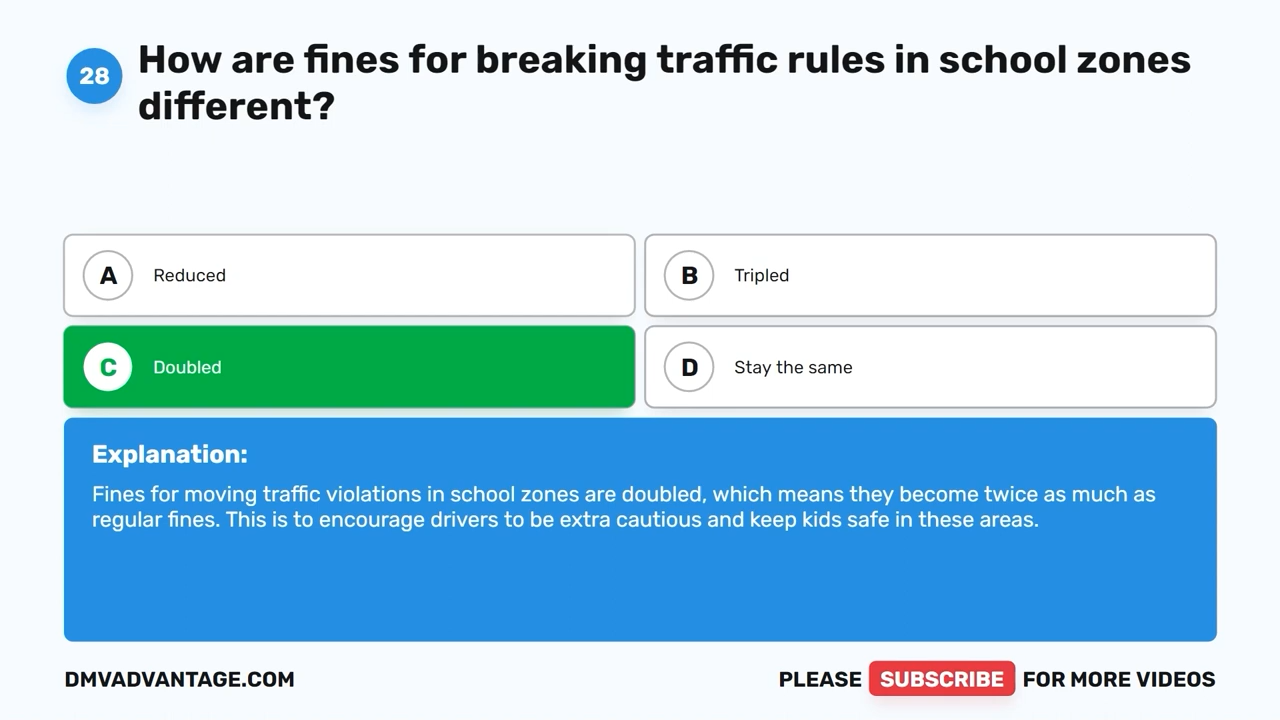 28
How are fines for breaking traffic rules in school zones
different?
A Reduced
B Tripled
C Doubled
D Stay the same
Explanation:
Fines for moving traffic violations in school zones are doubled, which means they become twice as much as
regular fines. This is to encourage drivers to be extra cautious and keep kids safe in these areas.
DMVADVANTAGE.COM
PLEASE SUBSCRIBE FOR MORE VIDEOS